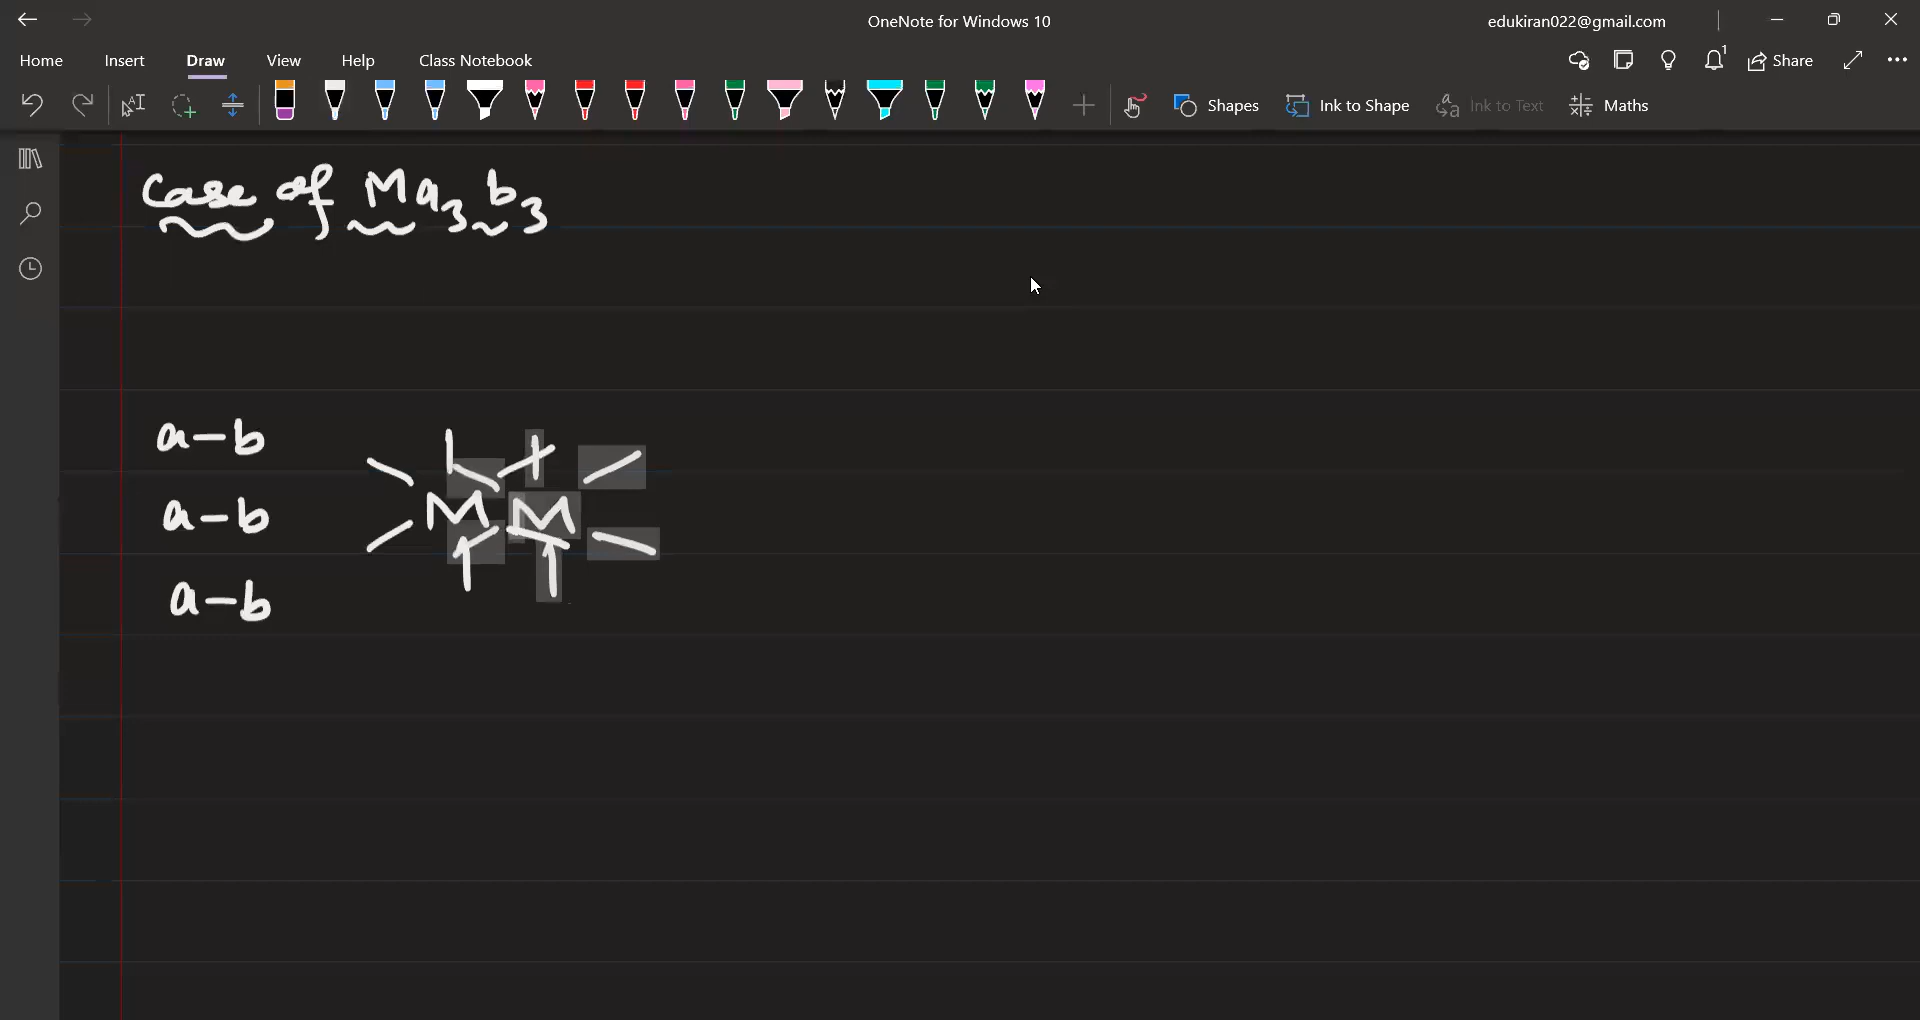 OneNote for Windows 10
edukiran022@gmail.com
Home Insert Draw View Help Class Notebook
1
Share
Shapes
Ink to Shape
Ink to Text
Maths
Case of Ma3b3
a-b
a-b
a-b
M M